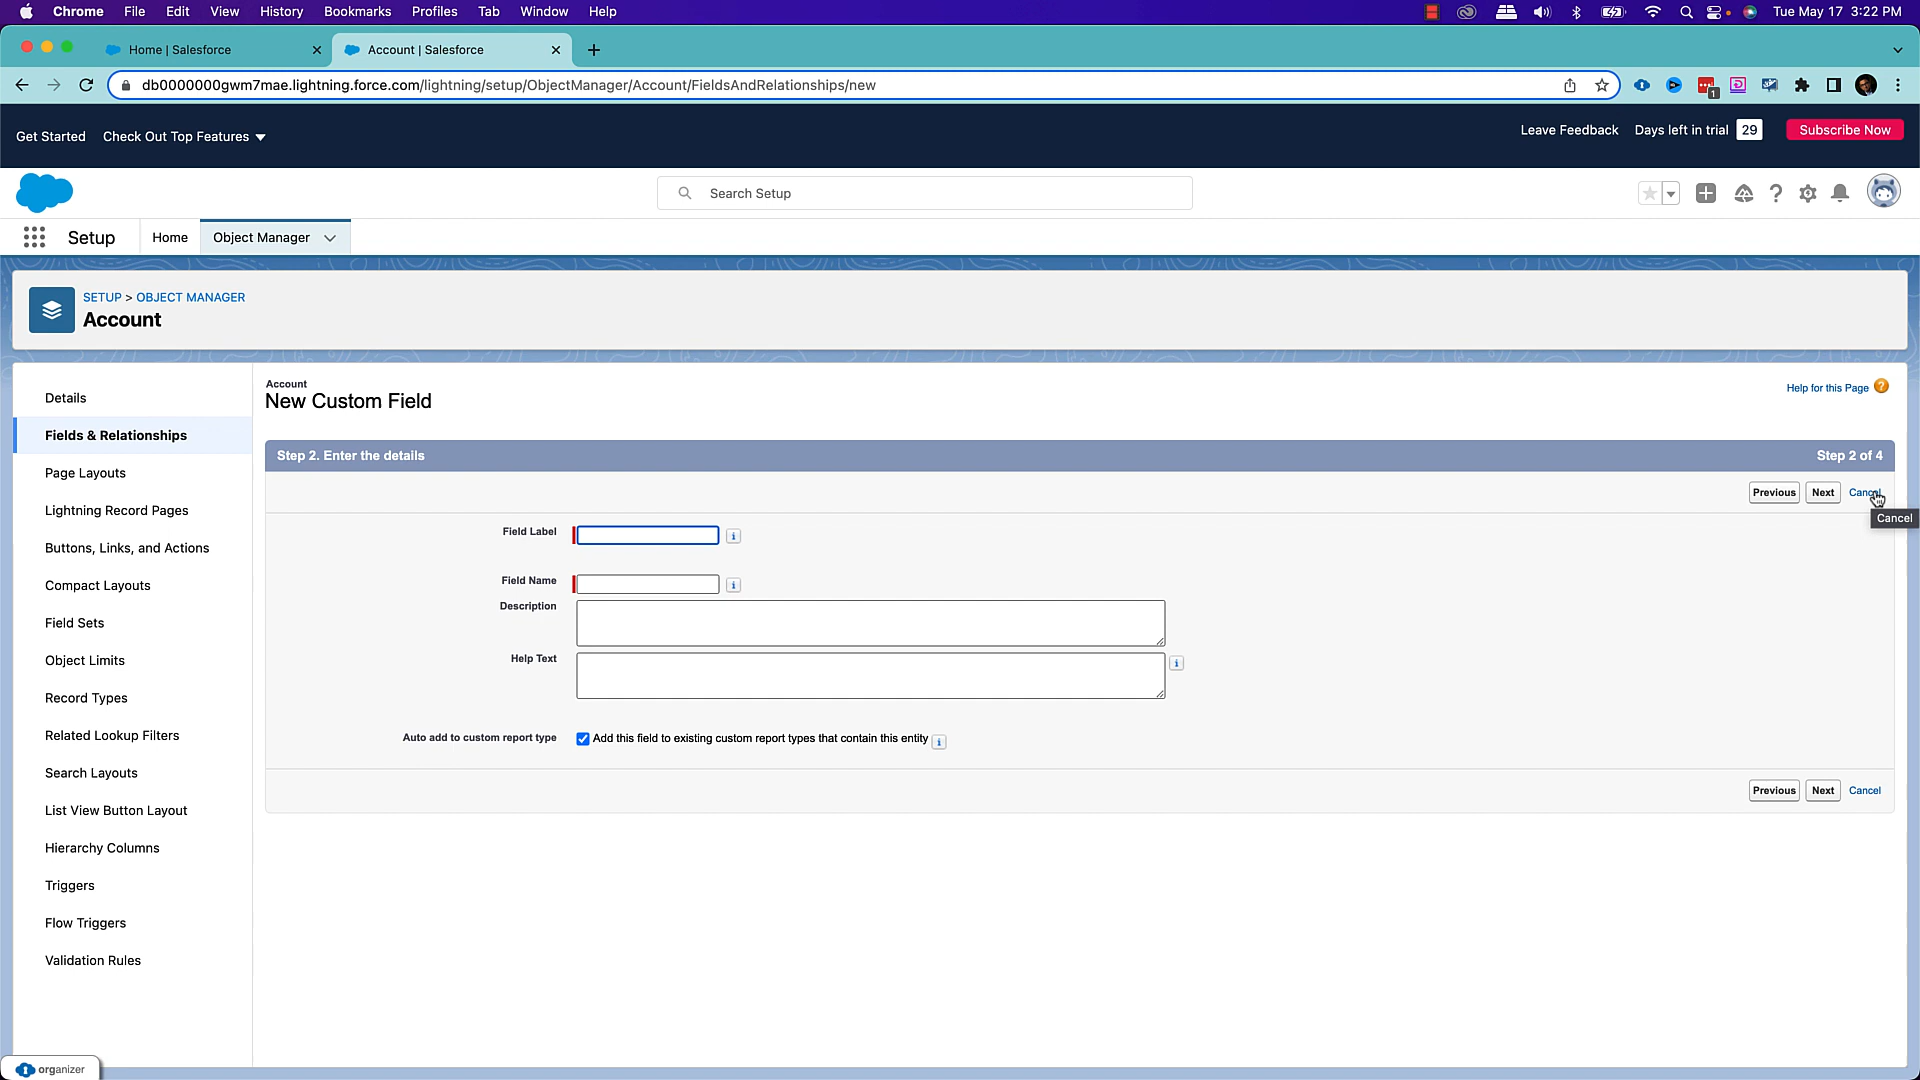 Chrome File Edit View History Bookmarks Profiles Tab Window Help Tue May 17 3:22 PM
Home | Salesforce Account | Salesforce
db0000000gwm7mae.lightning.force.com/lightning/setup/ObjectManager/Account/FieldsAndRelationships/new 1
Get Started Check Out Top Features Leave Feedback Days left in trial 29 Subscribe Now
Search Setup
Setup Home Object Manager
SETUP > OBJECT MANAGER
Account
Details
Fields & Relationships
Page Layouts
Lightning Record Pages
Buttons, Links, and Actions
Compact Layouts
Field Sets
Object Limits
Record Types
Related Lookup Filters
Search Layouts
List View Button Layout
Hierarchy Columns
Triggers
Flow Triggers
Validation Rules
Account
New Custom Field
Help for this Page
Step 2. Enter the details Step 2 of 4
Previous Next Cancel
Cancel
Field Label
Field Name
Description
Help Text
Auto add to custom report type Add this field to existing custom report types that contain this entity
Previous Next Cancel
organizer